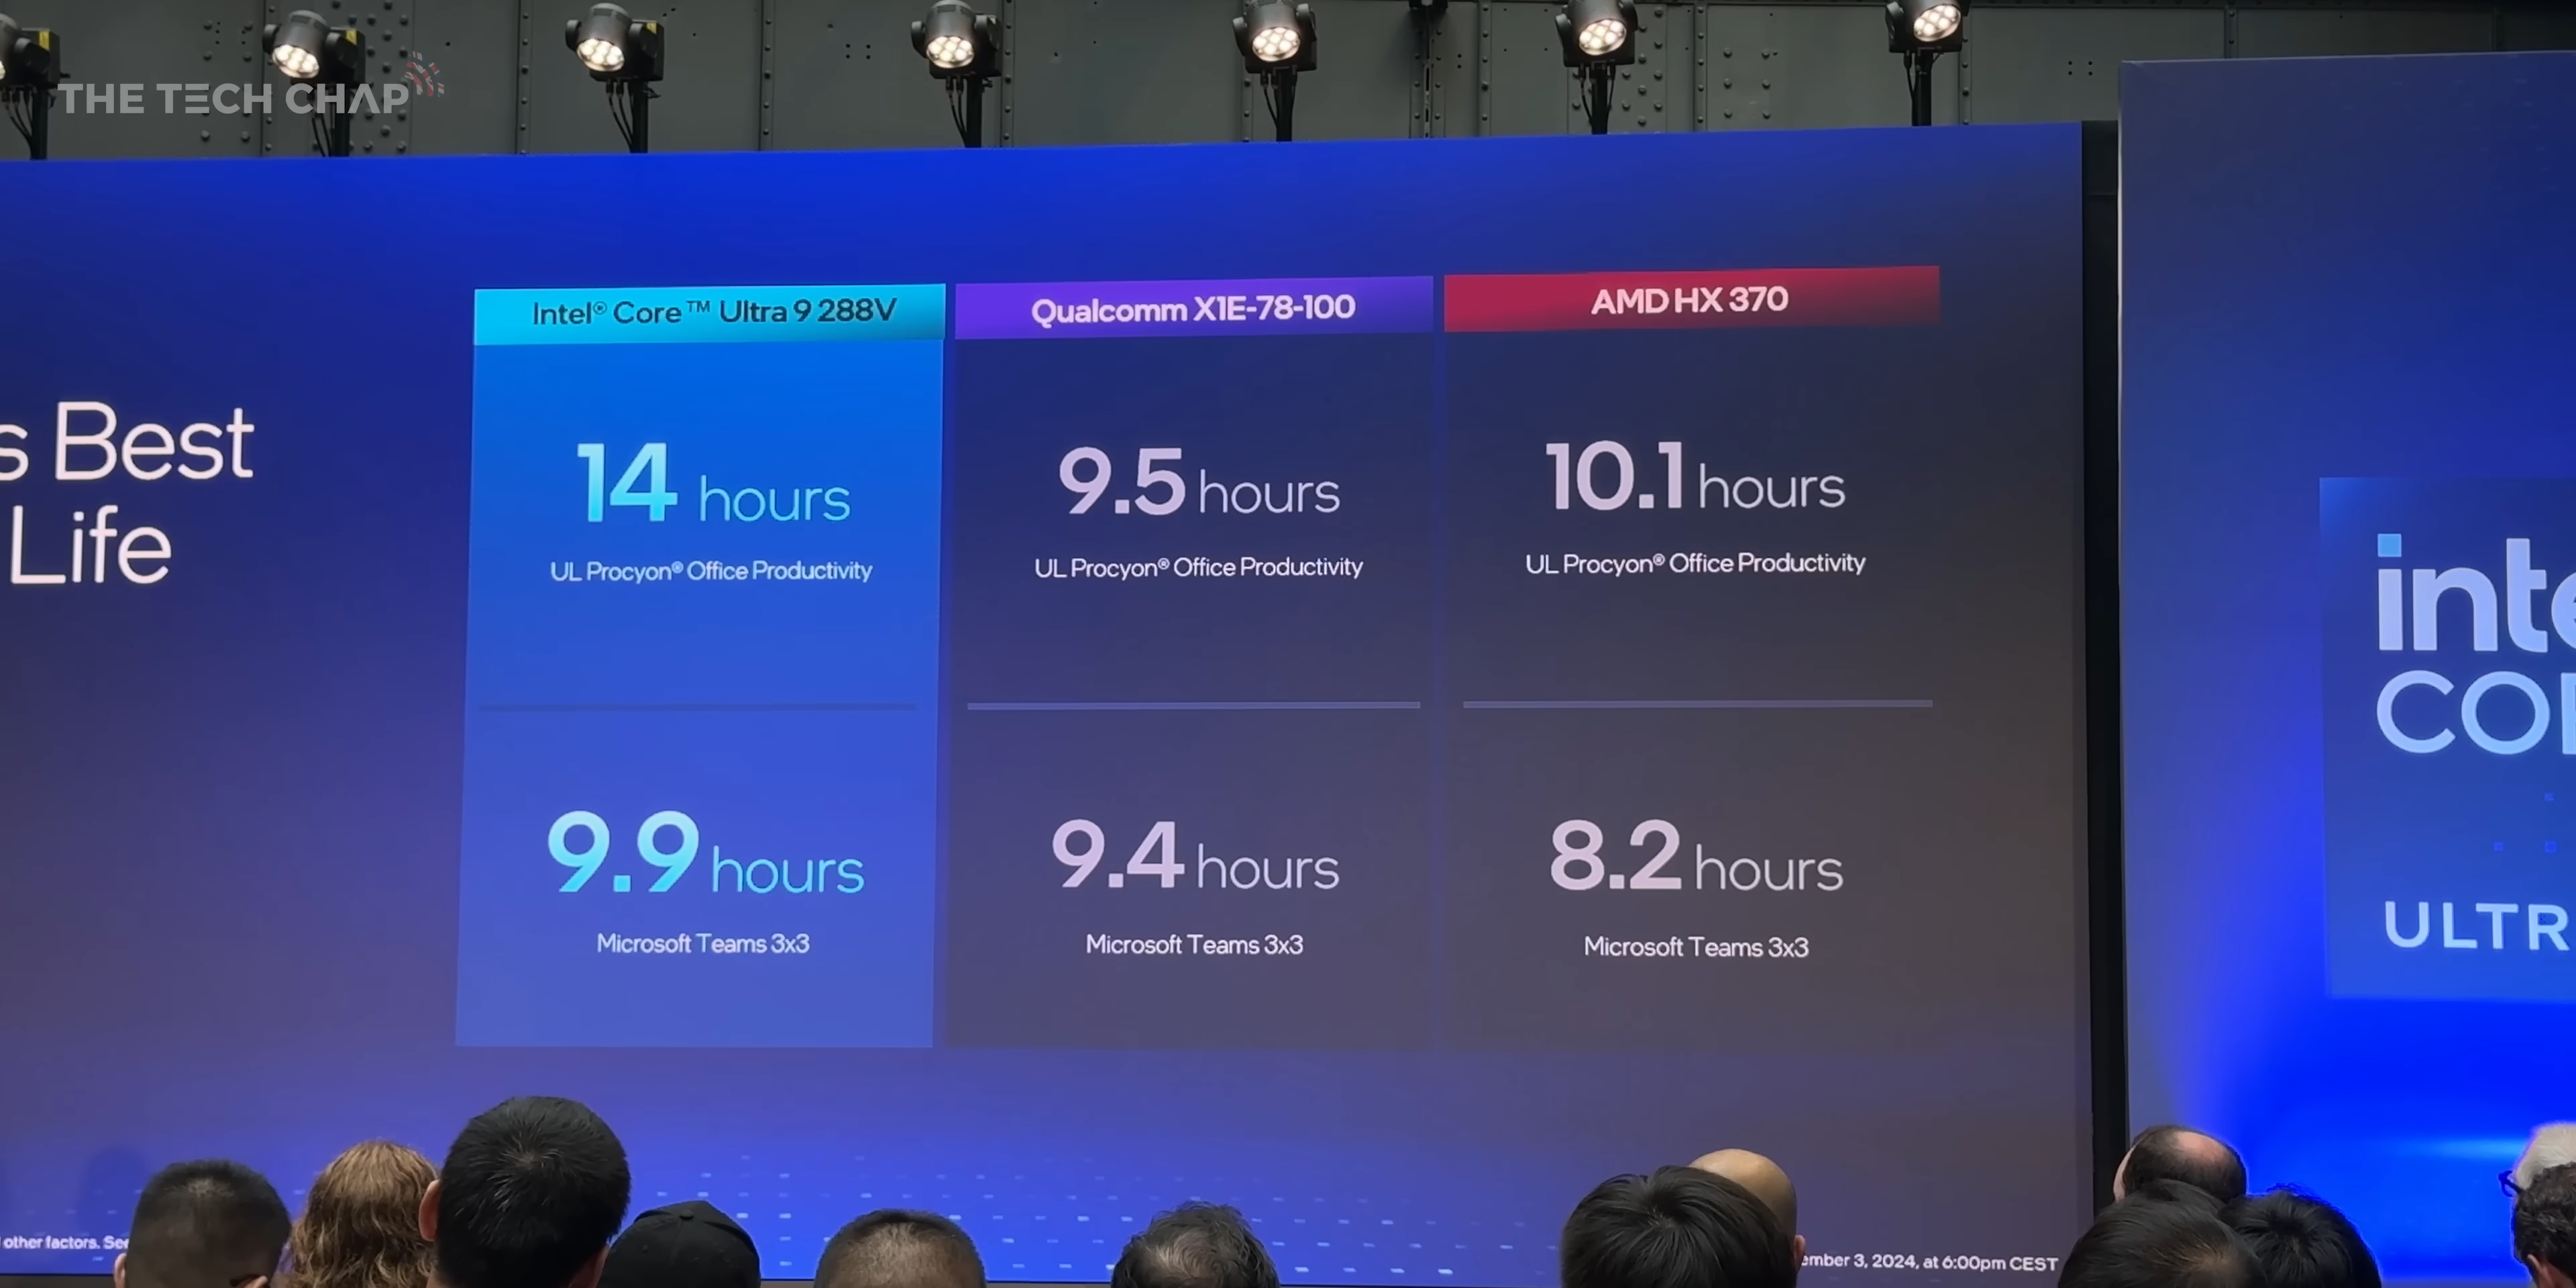 THE TECH CHAP
s Best
Life
Intel® Core™ Ultra 9 288V
14 hours
UL Procyon® Office Productivity
9.9 hours
Microsoft Teams 3x3
Qualcomm X1E-78-100
9.5 hours
UL Procyon® Office Productivity
9.4 hours
Microsoft Teams 3x3
AMD HX 370
10.1 hours
UL Procyon® Office Productivity
8.2 hours
Microsoft Teams 3x3
inte
COR
ULTR
other factors. See
ember 3, 2024, at 6:00pm CEST